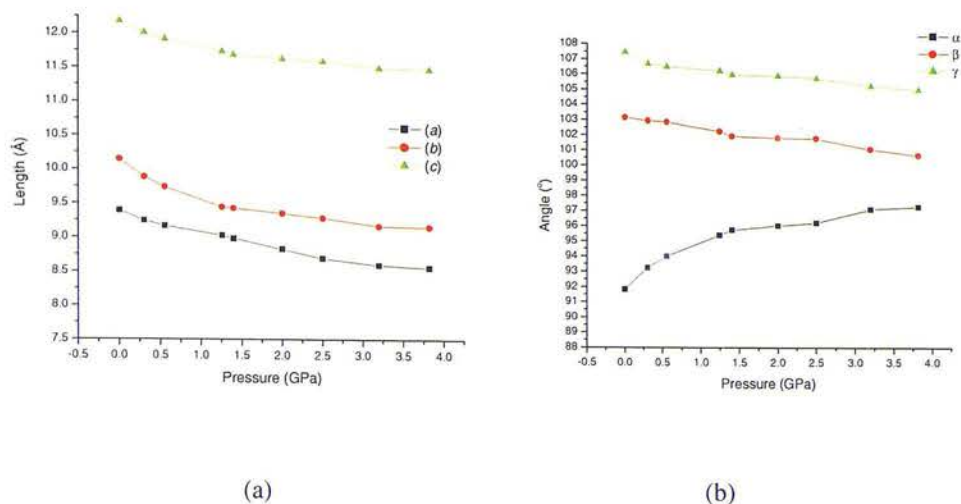 12.0
11.5
11.0
10.5
10.0
9.5
9.0
8.5
8.0
7.5
Length (Å)
-0.5 0.0 0.5 1.0 1.5 2.0 2.5 3.0 3.5 4.0
Pressure (GPa)
(a)
(b)
(c)
(a)
108
107
106
105
104
103
102
101
100
99
98
97
96
95
94
93
92
91
90
89
88
Angle (°)
-0.5 0.0 0.5 1.0 1.5 2.0 2.5 3.0 3.5 4.0
Pressure (GPa)
α
β
γ
(b)